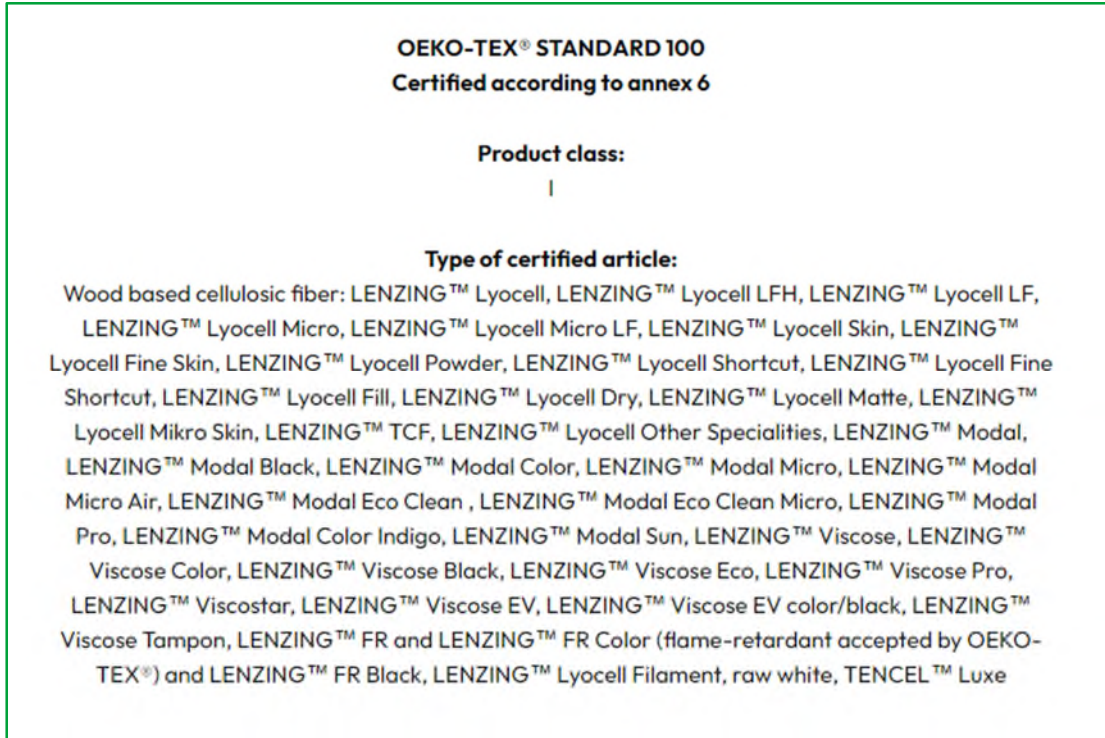 OEKO-TEX® STANDARD 100
Certified according to annex 6
Product class:
I
Type of certified article:
Wood based cellulosic fiber: LENZING™ Lyocell, LENZING™ Lyocell LFH, LENZING™ Lyocell LF,
LENZING™ Lyocell Micro, LENZING™ Lyocell Micro LF, LENZING™ Lyocell Skin, LENZING™
Lyocell Fine Skin, LENZING™ Lyocell Powder, LENZING™ Lyocell Shortcut, LENZING™ Lyocell Fine
Shortcut, LENZING™ Lyocell Fill, LENZING™ Lyocell Dry, LENZING™ Lyocell Matte, LENZING™
Lyocell Mikro Skin, LENZING™ TCF, LENZING™ Lyocell Other Specialities, LENZING™ Modal,
LENZING™ Modal Black, LENZING™ Modal Color, LENZING™ Modal Micro, LENZING™ Modal
Micro Air, LENZING™ Modal Eco Clean , LENZING™ Modal Eco Clean Micro, LENZING™ Modal
Pro, LENZING™ Modal Color Indigo, LENZING™ Modal Sun, LENZING™ Viscose, LENZING™
Viscose Color, LENZING™ Viscose Black, LENZING™ Viscose Eco, LENZING™ Viscose Pro,
LENZING™ Viscostar, LENZING™ Viscose EV, LENZING™ Viscose EV color/black, LENZING™
Viscose Tampon, LENZING™ FR and LENZING™ FR Color (flame-retardant accepted by OEKO-
TEX®) and LENZING™ FR Black, LENZING™ Lyocell Filament, raw white, TENCEL™ Luxe